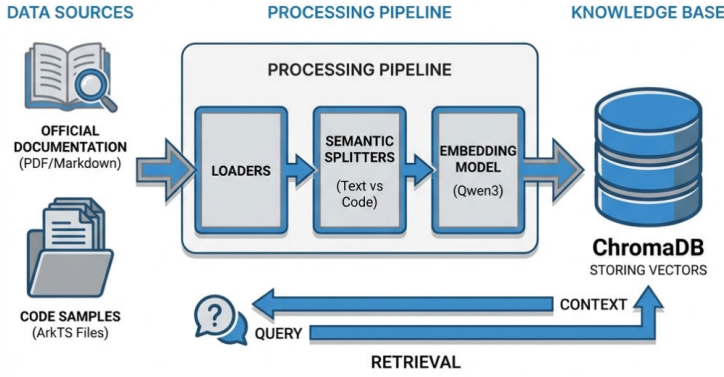 DATA SOURCES
PROCESSING PIPELINE
KNOWLEDGE BASE
PROCESSING PIPELINE
OFFICIAL
DOCUMENTATION
(PDF/Markdown)
CODE SAMPLES
(ArkTS Files)
LOADERS
SEMANTIC
SPLITTERS
(Text vs
Code)
EMBEDDING
MODEL
(Qwen3)
ChromaDB
STORING VECTORS
CONTEXT
?
QUERY
RETRIEVAL